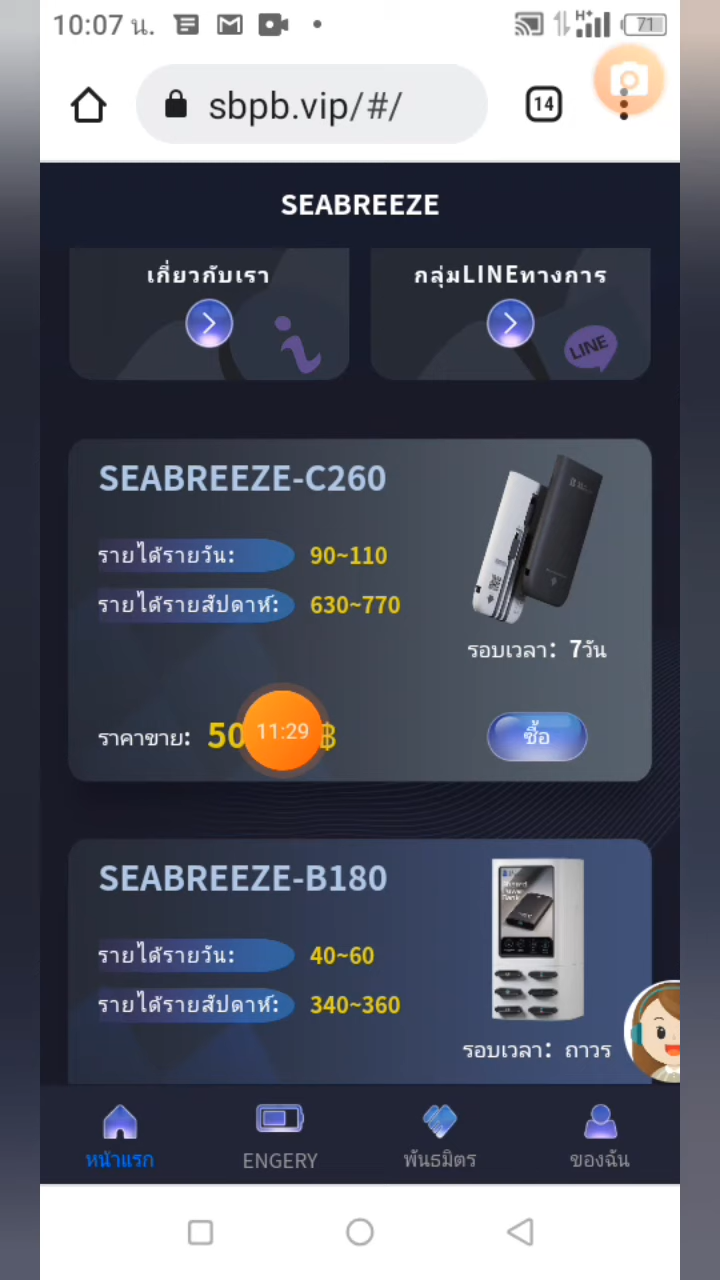 10:07 น.
71
sbpb.vip/#/
14
SEABREEZE
เกี่ยวกับเรา
กลุ่มLINEทางการ
LINE
SEABREEZE-C260
รายได้รายวัน: 90~110
รายได้รายสัปดาห์: 630~770
รอบเวลา: 7วัน
ราคาขาย: 50
11:29
฿
ซื้อ
SEABREEZE-B180
รายได้รายวัน: 40~60
รายได้รายสัปดาห์: 340~360
รอบเวลา: ถาวร
หน้าแรก
ENGERY
พันธมิตร
ของฉัน